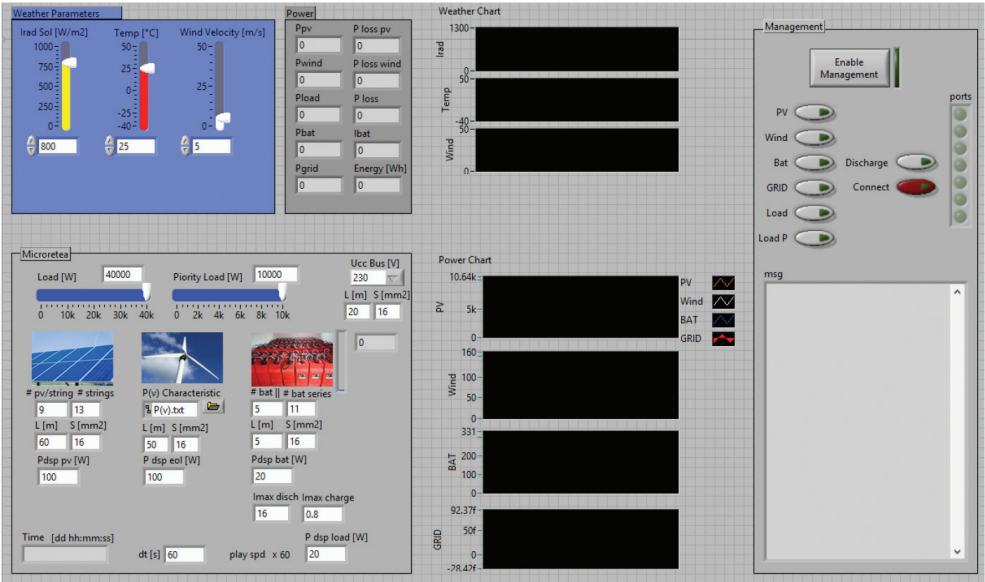 Weather Parameters
Irad Sol [W/m2]
1000
750
500
250
0
800
Temp [°C]
50
25
0
-25
-40
25
Wind Velocity [m/s]
50
25
0
5
Power
Ppv P loss pv
0 0
Pwind P loss wind
0 0
Pload P loss
0 0
Pbat Ibat
0 0
Pgrid Energy [Wh]
0 0
Weather Chart
1300
Irad
0
50
Temp
-40
50
Wind
0
Management
Enable
Management
ports
PV
Wind
Bat Discharge
GRID Connect
Load
Load P
msg
Microretea
Load [W] 40000
0 10k 20k 30k 40k
Piority Load [W] 10000
0 2k 4k 6k 8k 10k
Ucc Bus [V]
230
L [m] S [mm2]
20 16
0
# pv/string # strings
9 13
L [m] S [mm2]
60 16
Pdsp pv [W]
100
P(v) Characteristic
P(v).txt
L [m] S [mm2]
50 16
P dsp eol [W]
100
# bat || # bat series
5 11
L [m] S [mm2]
5 16
Pdsp bat [W]
20
Imax disch Imax charge
16 0.8
Time [dd hh:mm:ss]
dt [s] 60
play spd x 60
P dsp load [W]
20
Power Chart
10.64k
PV
5k
0
160
Wind
100
50
0
331
BAT
200
100
0
92.37f
GRID
50f
0
-28.42f
PV
Wind
BAT
GRID